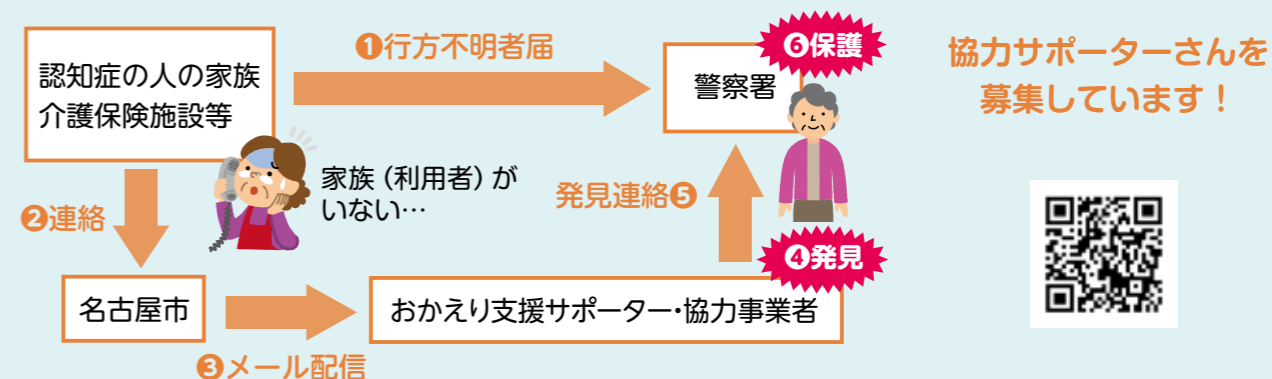 認知症の人の家族
介護保険施設等
❶行方不明者届
警察署
❻保護
協力サポーターさんを
募集しています！
家族（利用者）が
いない…
❷連絡
発見連絡❺
❹発見
名古屋市
おかえり支援サポーター・協力事業者
❸メール配信